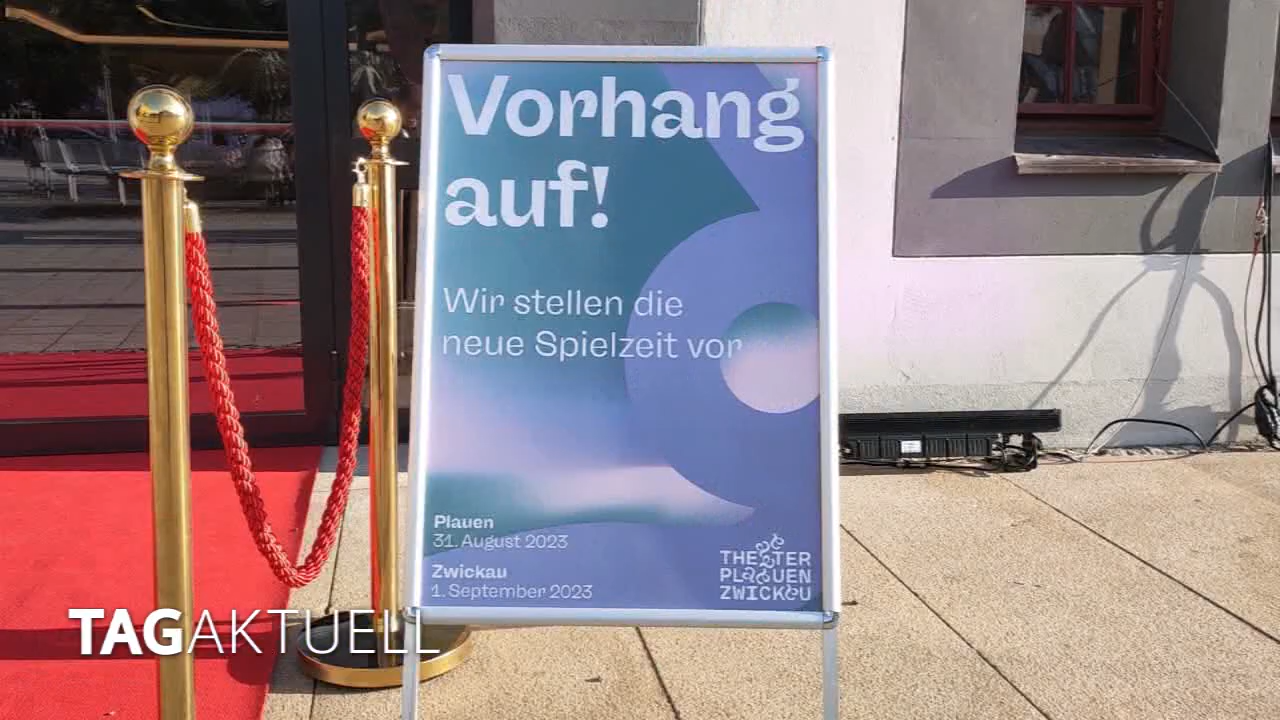 Vorhang
auf!
Wir stellen die
neue Spielzeit vor
Plauen
31. August 2023
Zwickau
1. September 2023
THEATER
PLAUEN
ZWICKAU
TAGAKTUELL